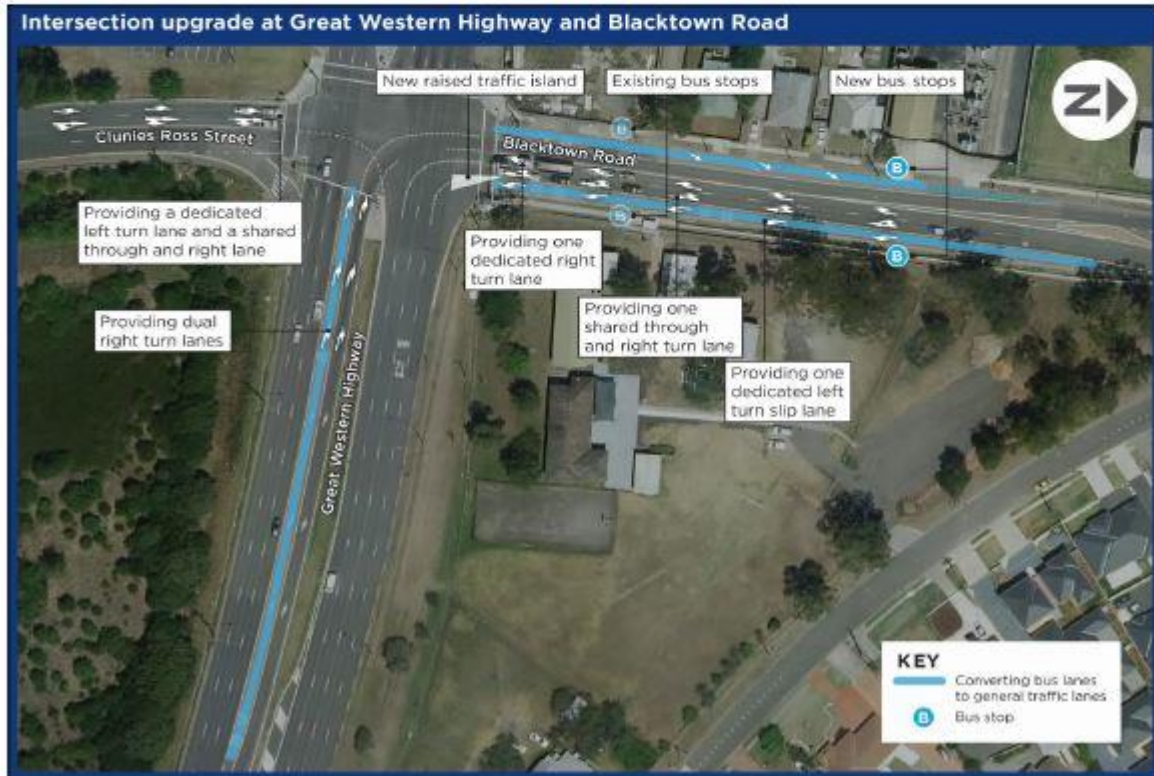 Intersection upgrade at Great Western Highway and Blacktown Road
New raised traffic island
Existing bus stops
New bus stops
N
Clunies Ross Street
B
Blacktown Road
B
Providing a dedicated
left turn lane and a shared
through and right lane
B
Providing one
dedicated right
turn lane
B
Providing dual
right turn lanes
Providing one
shared through
and right turn lane
Great Western Highway
Providing one
dedicated left
turn slip lane
KEY
Converting bus lanes
to general traffic lanes
B
Bus stop